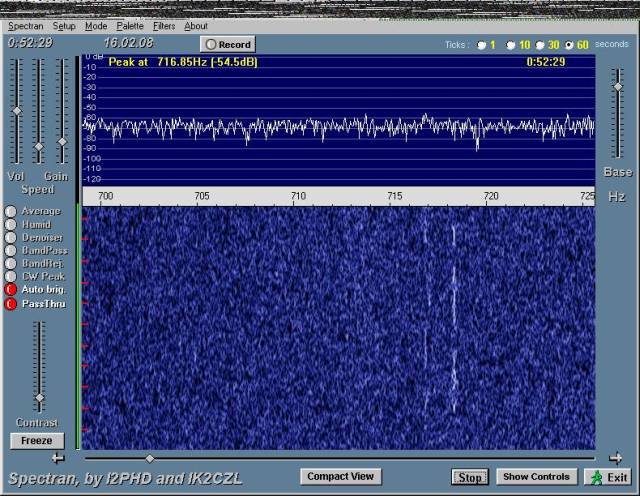 Spectran Setup Mode Palette Filters About
0:52:29 16.02.08 Record Ticks : 1 10 30 60 seconds
0 dB Peak at 716.85Hz (-54.5dB) 0:52:29
-10
-20
-30
-40
-50
-60
-70
-80
-90
-100
-110
-120
Vol Gain
Speed
Base
700 705 710 715 720 725
Hz
Average
Humid
Denoiser
BandPass
BandRej.
CW Peak
Auto brig.
PassThru
Contrast
Freeze
Spectran, by I2PHD and IK2CZL Compact View Stop Show Controls Exit